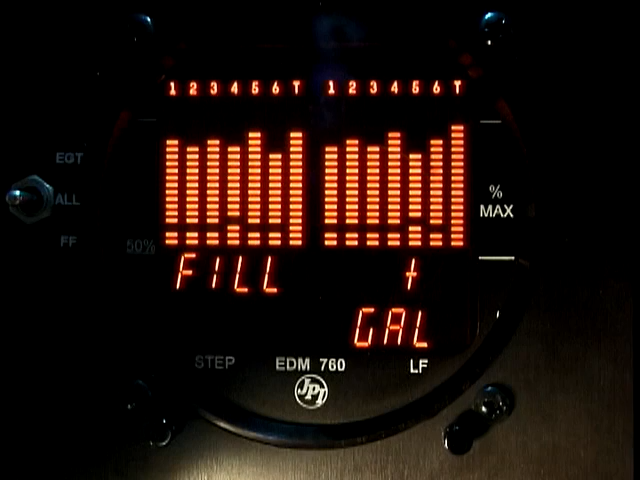 1 2 3 4 5 6 T 1 2 3 4 5 6 T
EGT
ALL
FF
%
MAX
50%
FILL +
GAL
STEP EDM 760 LF
JPI